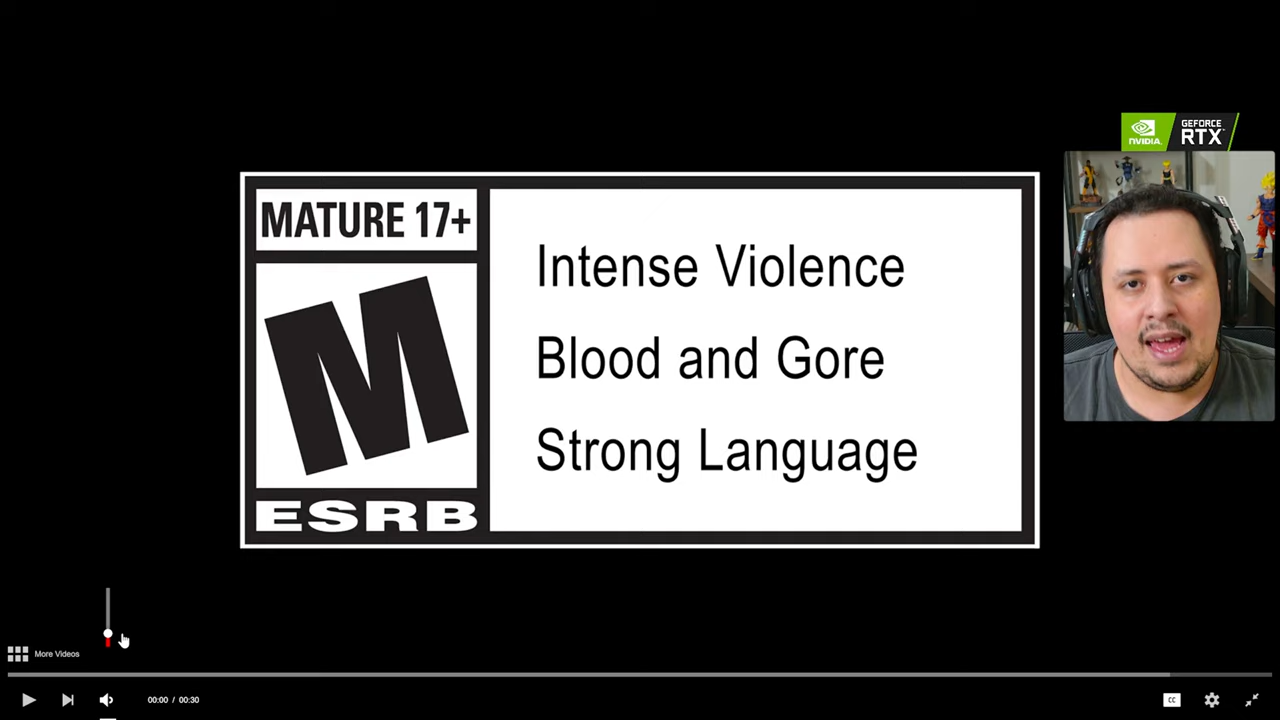 NVIDIA.
GEFORCE
RTX
MATURE 17+
M
ESRB
Intense Violence
Blood and Gore
Strong Language
More Videos
00:00 / 00:30
CC